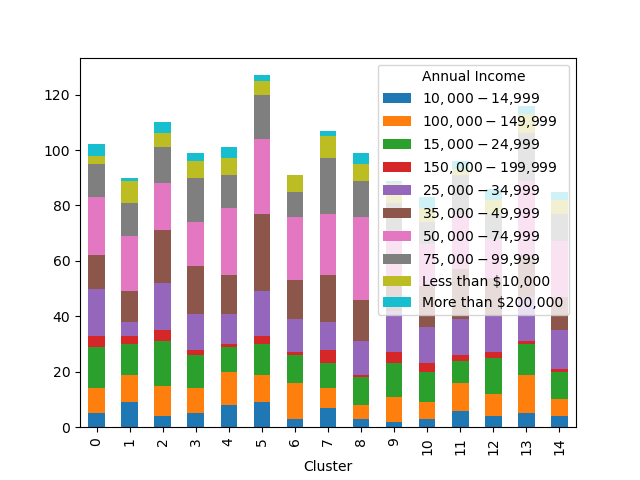 120
100
80
60
40
20
0
Annual Income
10,000 − 14,999
100,000 − 149,999
15,000 − 24,999
150,000 − 199,999
25,000 − 34,999
35,000 − 49,999
50,000 − 74,999
75,000 − 99,999
Less than $10,000
More than $200,000
0 1 2 3 4 5 6 7 8 9 10 11 12 13 14
Cluster